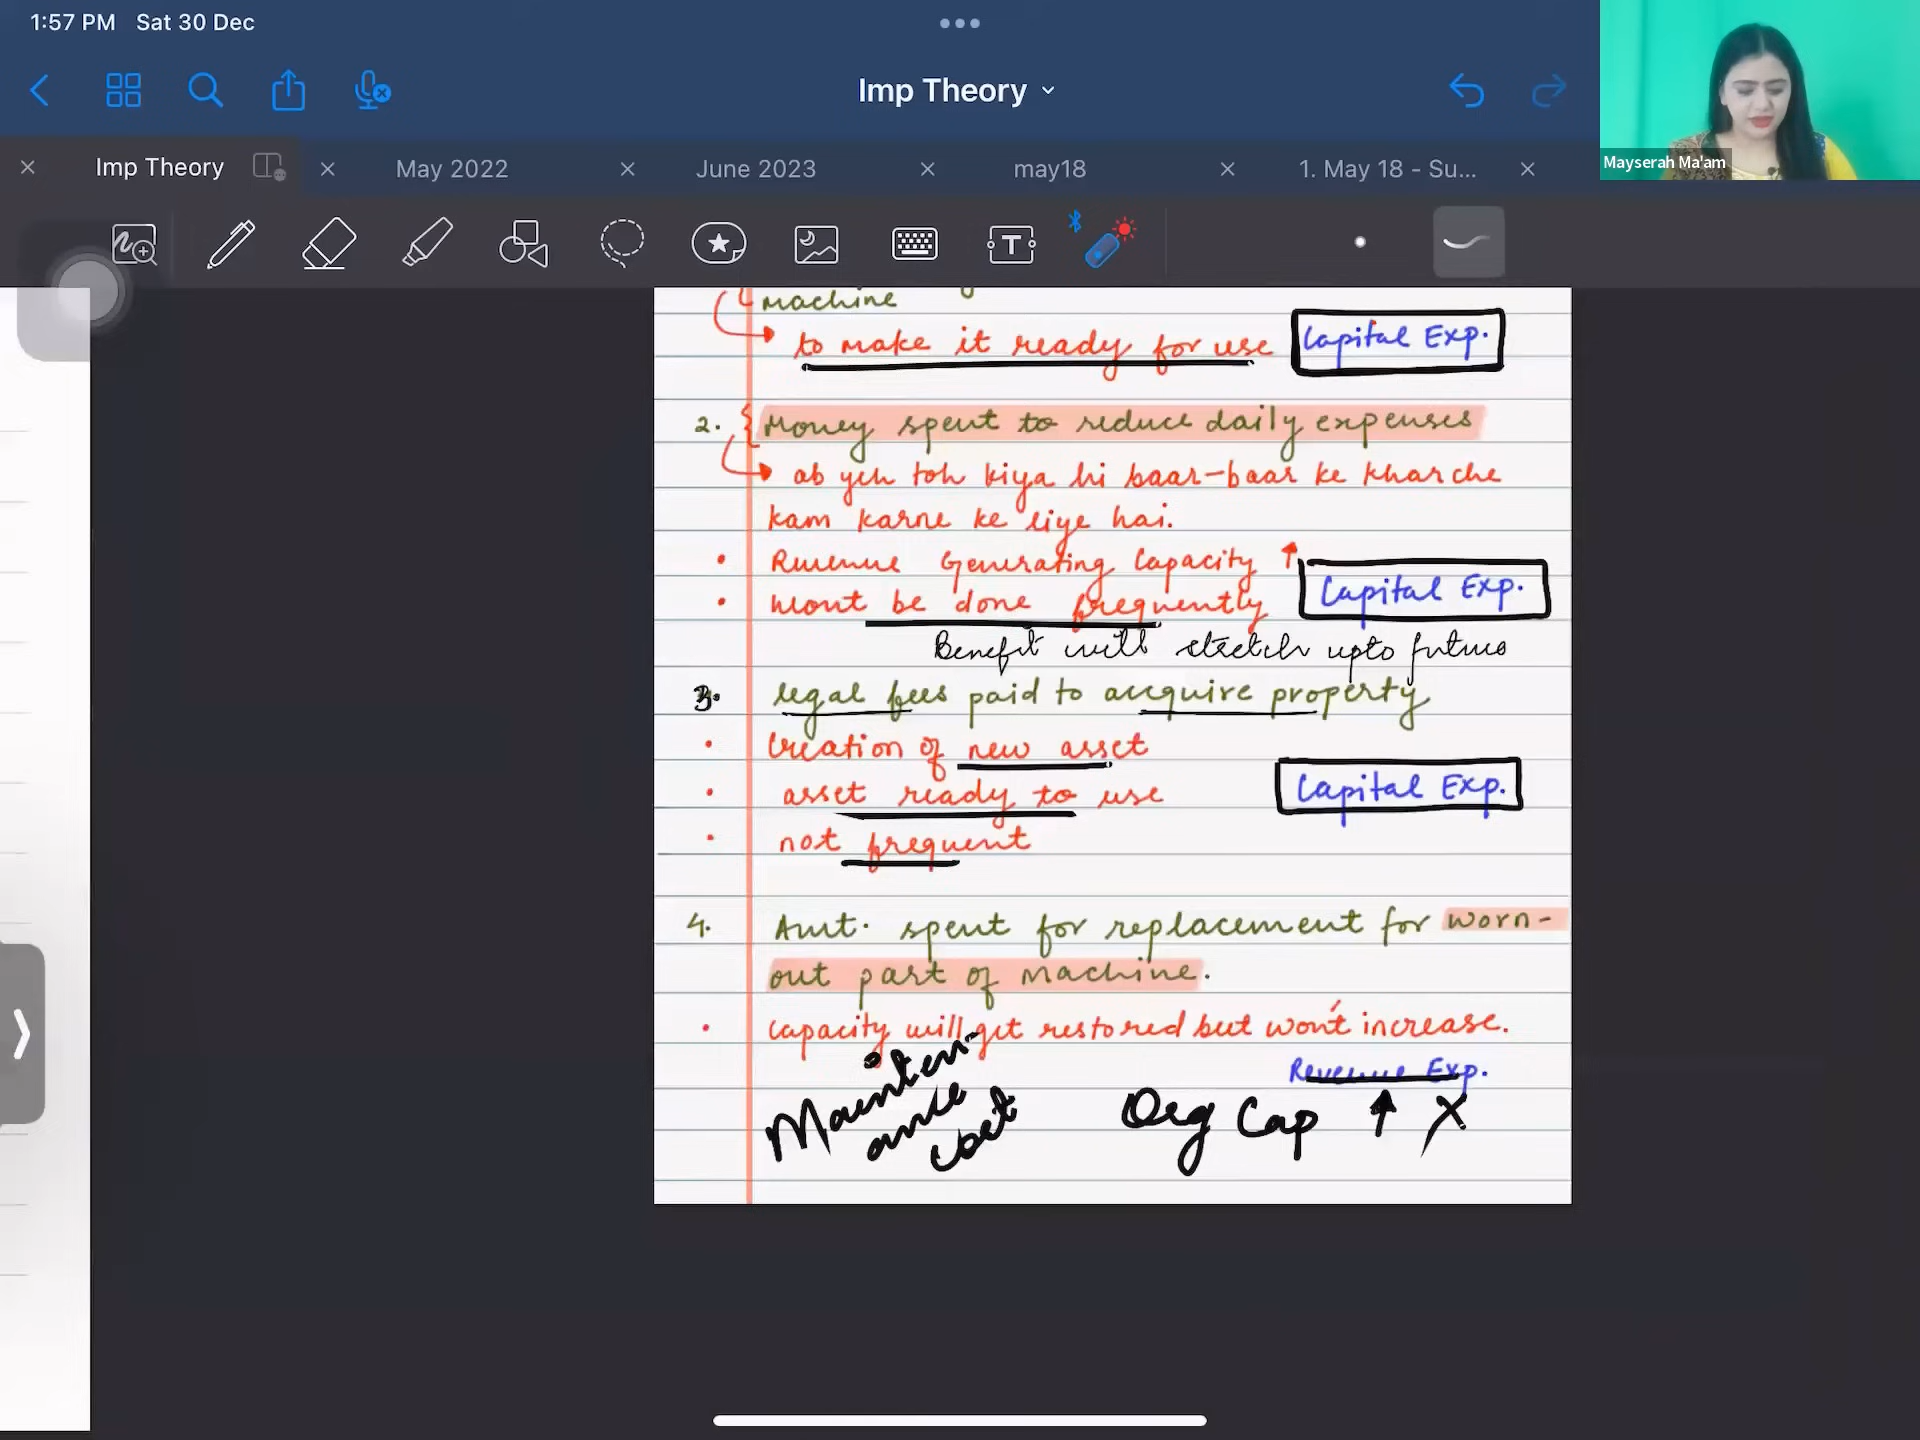 1:57 PM Sat 30 Dec
Imp Theory
Imp Theory
May 2022
June 2023
may18
1. May 18 - Su...
Mayserah Ma'am
T
machine
to make it ready for use
Capital Exp.
2. Money spent to reduce daily expenses
ab yeh toh kiya hi baar-baar ke kharche
kam karne ke liye hai.
• Revenue Generating Capacity ↑
Capital Exp.
• wont be done frequently
Benefit will stretch upto future
3. legal fees paid to acquire property
• Creation of new asset
• asset ready to use
Capital Exp.
• not frequent
4. Amt. spent for replacement for worn-
out part of machine.
• capacity will get restored but won't increase.
Revenue Exp.
Mainten-
ance
cost
Org Cap ↑ X